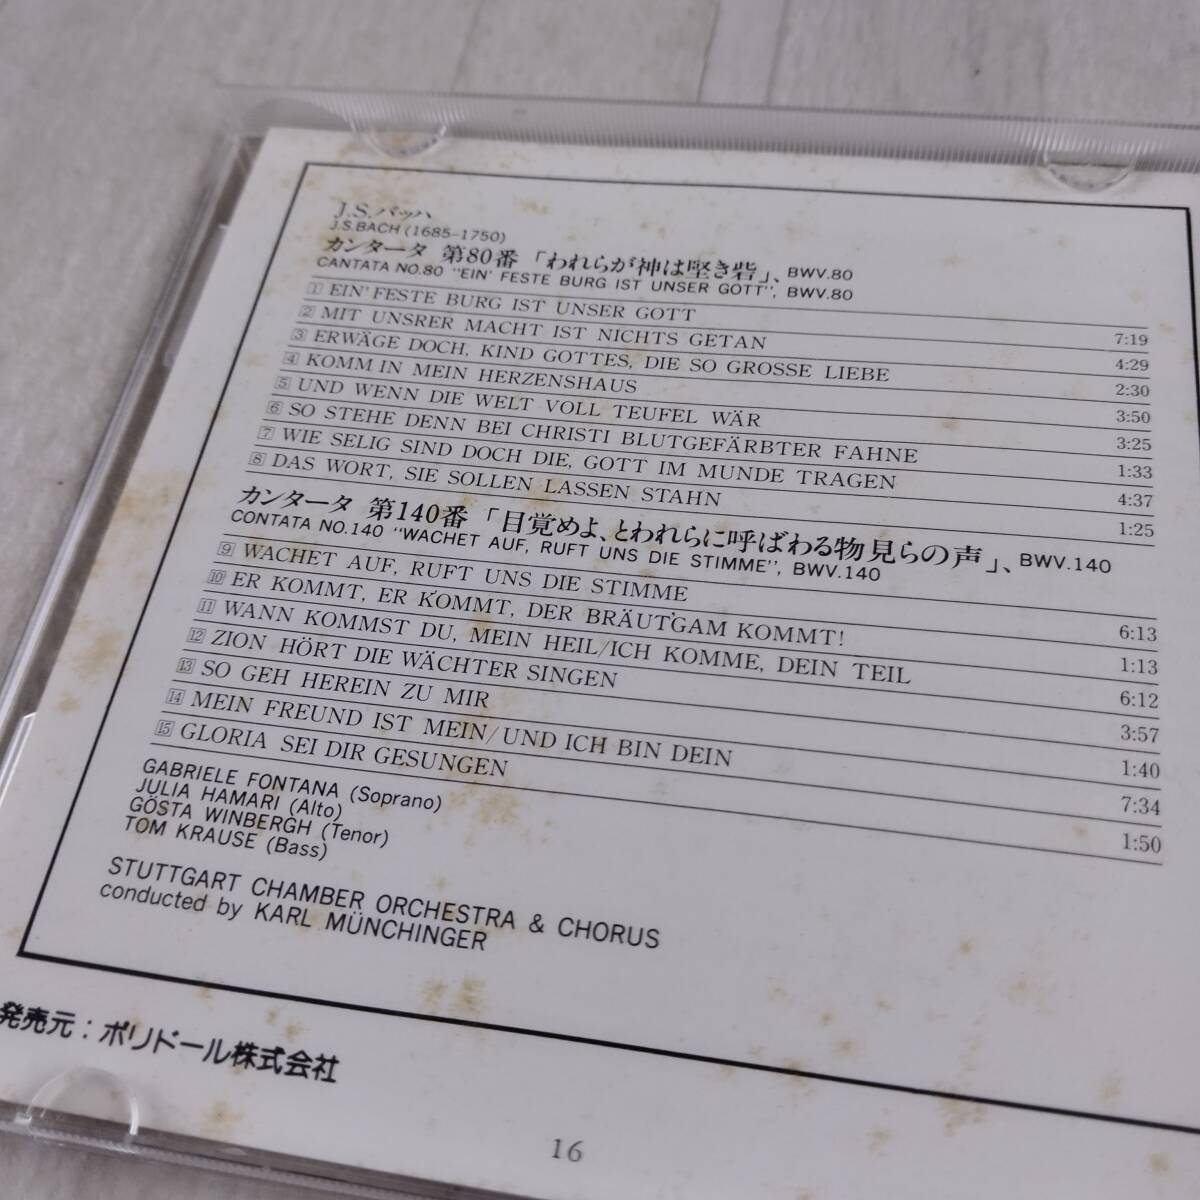 J.S.バッハ
J.S.BACH (1685–1750)
カンタータ 第80番 「われらが神は堅き砦」、BWV.80
CANTATA NO.80 "EIN' FESTE BURG IST UNSER GOTT", BWV.80
1 EIN' FESTE BURG IST UNSER GOTT 7:19
2 MIT UNSRER MACHT IST NICHTS GETAN 4:29
3 ERWÄGE DOCH, KIND GOTTES, DIE SO GROSSE LIEBE 2:30
4 KOMM IN MEIN HERZENSHAUS 3:50
5 UND WENN DIE WELT VOLL TEUFEL WÄR 3:25
6 SO STEHE DENN BEI CHRISTI BLUTGEFÄRBTER FAHNE 1:33
7 WIE SELIG SIND DOCH DIE, GOTT IM MUNDE TRAGEN 4:37
8 DAS WORT, SIE SOLLEN LASSEN STAHN 1:25
カンタータ 第140番 「目覚めよ、とわれらに呼ばわる物見らの声」、BWV.140
CONTATA NO.140 "WACHET AUF, RUFT UNS DIE STIMME", BWV.140
9 WACHET AUF, RUFT UNS DIE STIMME 6:13
10 ER KOMMT, ER KOMMT, DER BRÄUT'GAM KOMMT! 1:13
11 WANN KOMMST DU, MEIN HEIL/ICH KOMME, DEIN TEIL 6:12
12 ZION HÖRT DIE WÄCHTER SINGEN 3:57
13 SO GEH HEREIN ZU MIR 1:40
14 MEIN FREUND IST MEIN/UND ICH BIN DEIN 7:34
15 GLORIA SEI DIR GESUNGEN 1:50
GABRIELE FONTANA (Soprano)
JULIA HAMARI (Alto)
GÖSTA WINBERGH (Tenor)
TOM KRAUSE (Bass)
STUTTGART CHAMBER ORCHESTRA & CHORUS
conducted by KARL MÜNCHINGER
発売元：ポリドール株式会社
16